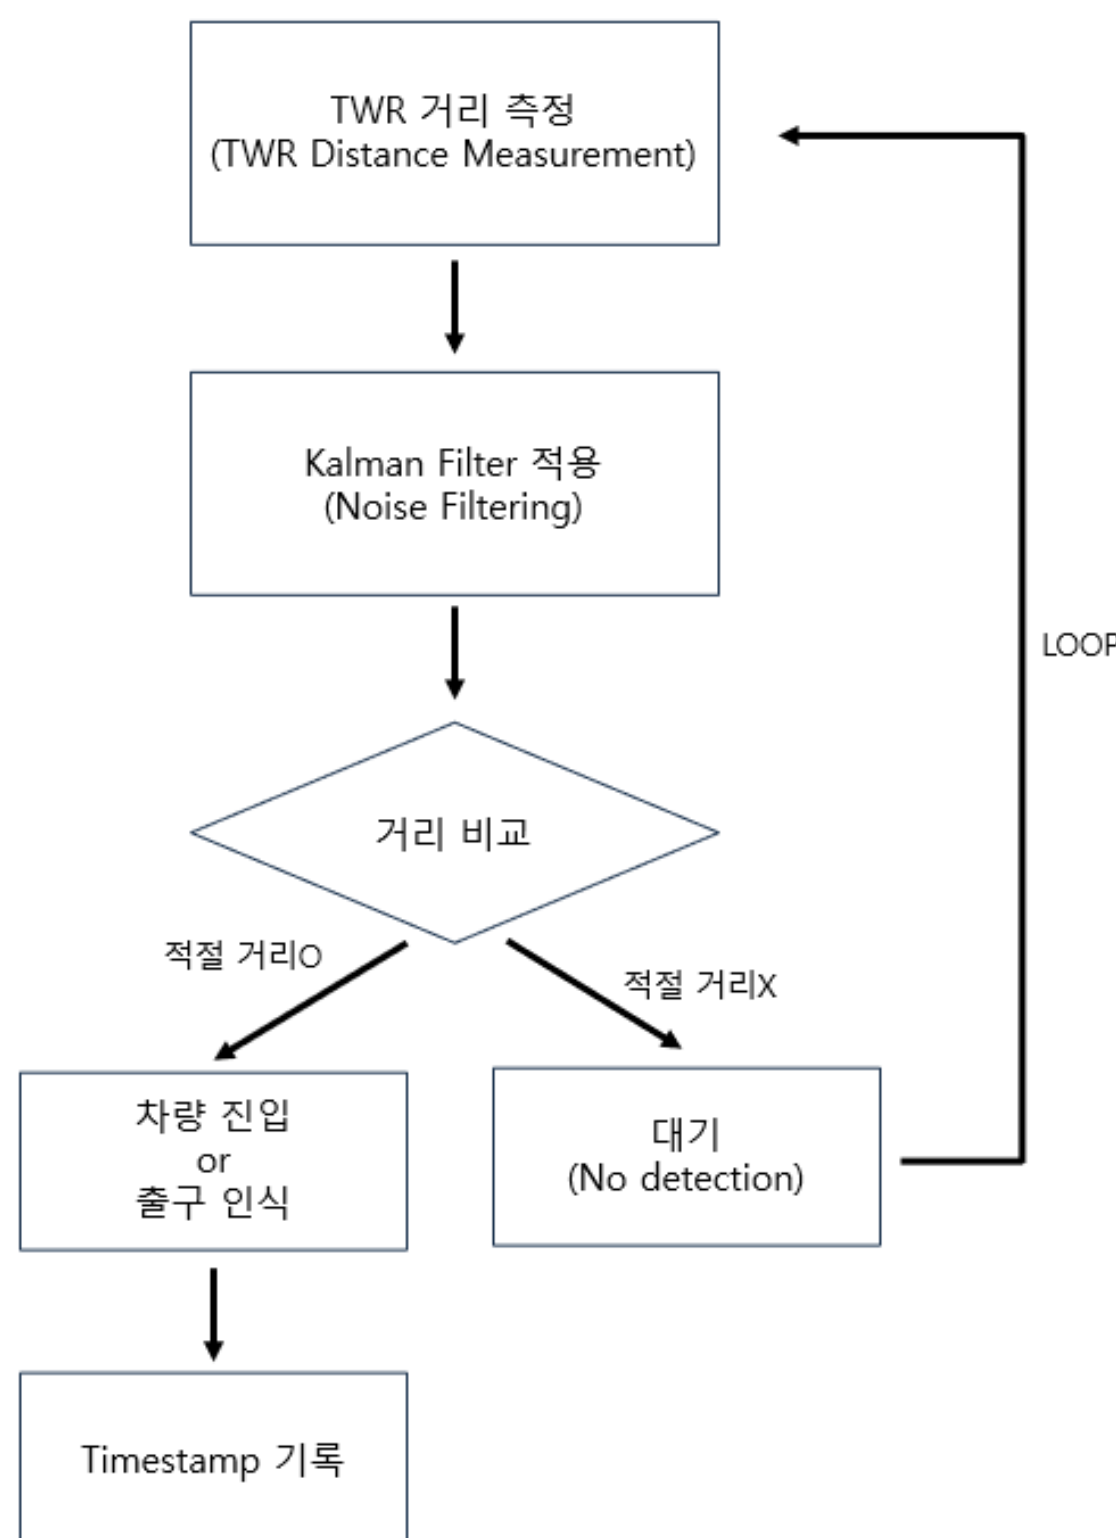 TWR 거리 측정
(TWR Distance Measurement)
Kalman Filter 적용
(Noise Filtering)
LOOP
거리 비교
적절 거리O
적절 거리X
차량 진입
or
출구 인식
대기
(No detection)
Timestamp 기록